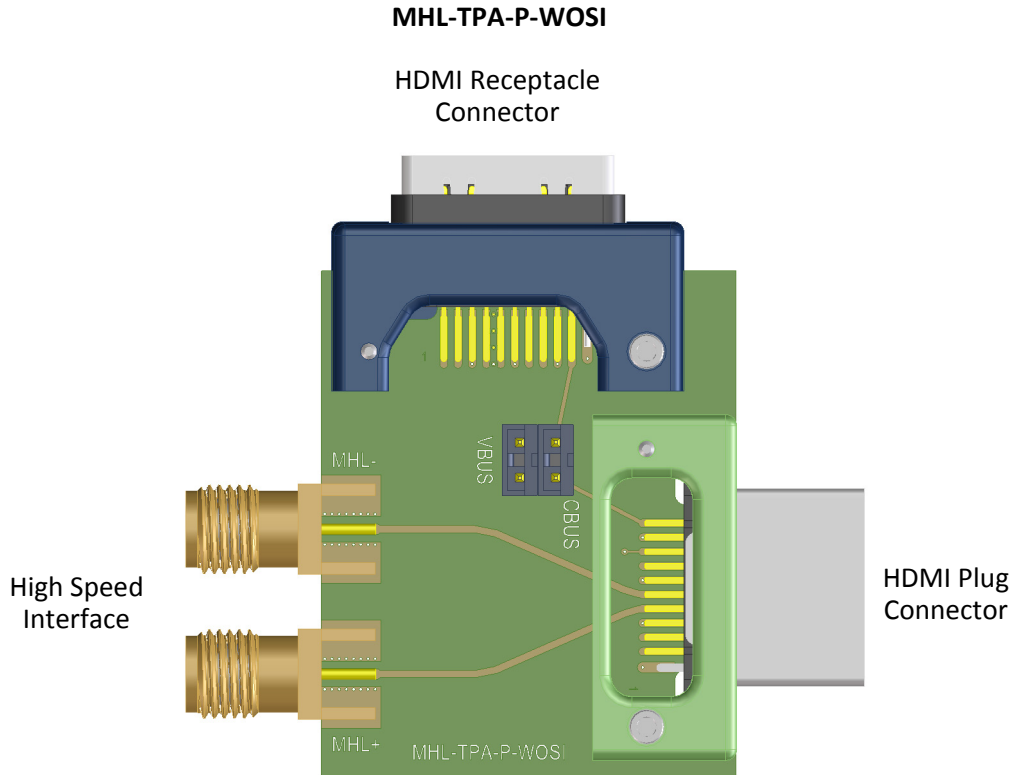 MHL-TPA-P-WOSI
HDMI Receptacle
Connector
1
VBUS
MHL-
CBUS
High Speed
Interface
HDMI Plug
Connector
1
MHL+
MHL-TPA-P-WOSI